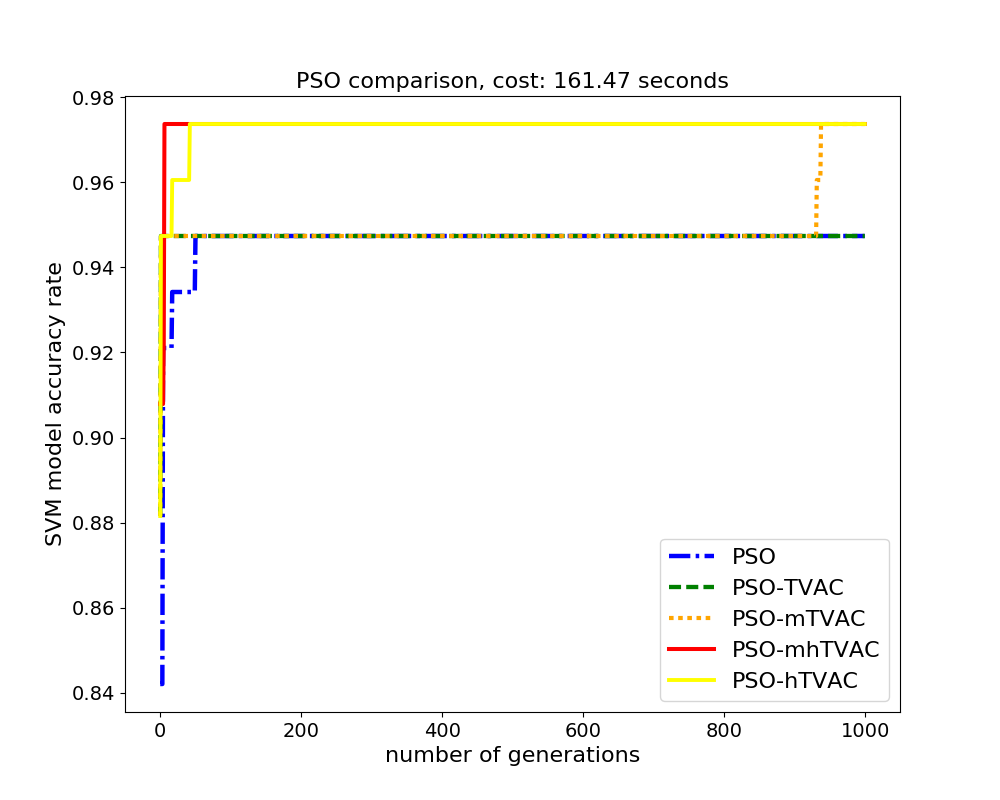 PSO comparison, cost: 161.47 seconds
SVM model accuracy rate
0.98
0.96
0.94
0.92
0.90
0.88
0.86
0.84
PSO
PSO-TVAC
PSO-mTVAC
PSO-mhTVAC
PSO-hTVAC
0 200 400 600 800 1000
number of generations